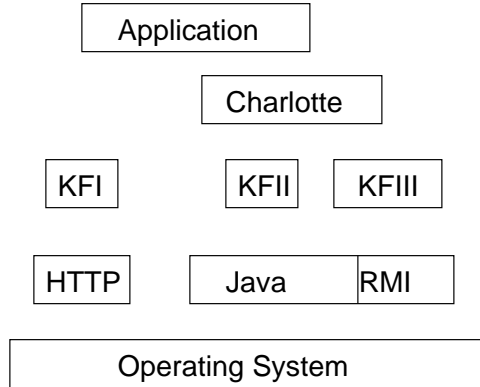 Application
Charlotte
KFI KFII KFIII
HTTP Java RMI
Operating System